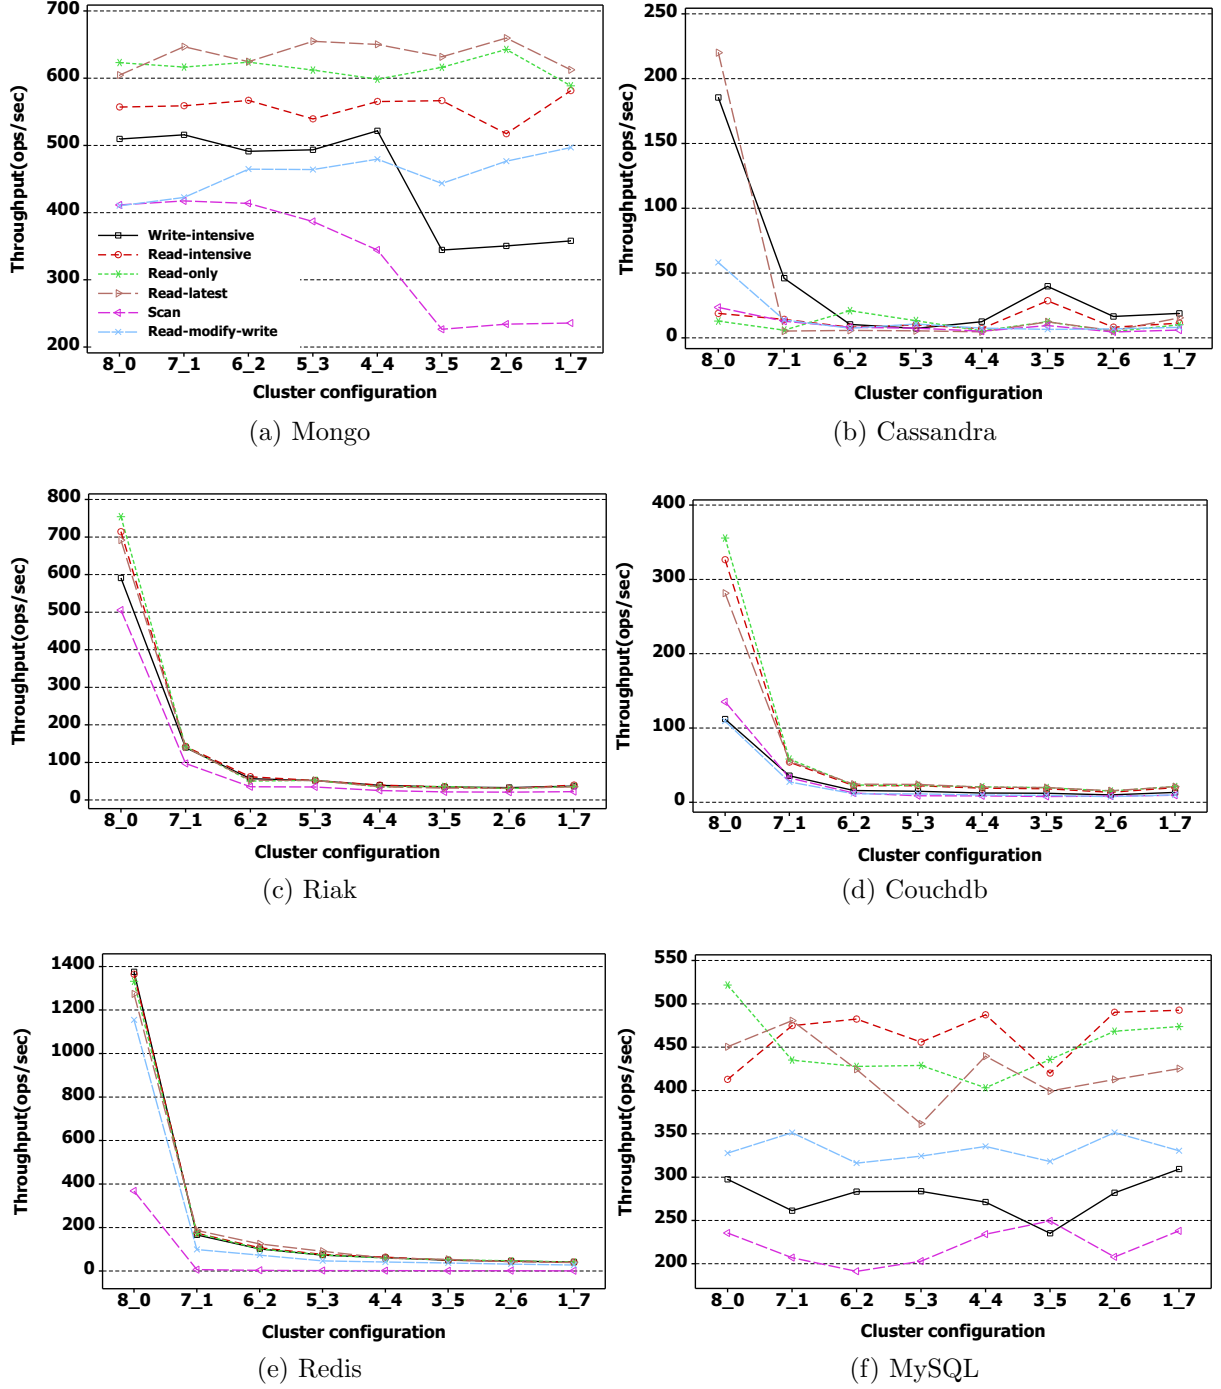 700
600
500
400
300
200
Throughput(ops/sec)
Write-intensive
Read-intensive
Read-only
Read-latest
Scan
Read-modify-write
8_0 7_1 6_2 5_3 4_4 3_5 2_6 1_7
Cluster configuration
(a) Mongo
250
200
150
100
50
0
Throughput(ops/sec)
8_0 7_1 6_2 5_3 4_4 3_5 2_6 1_7
Cluster configuration
(b) Cassandra
800
700
600
500
400
300
200
100
0
Throughput(ops/sec)
8_0 7_1 6_2 5_3 4_4 3_5 2_6 1_7
Cluster configuration
(c) Riak
400
300
200
100
0
Throughput(ops/sec)
8_0 7_1 6_2 5_3 4_4 3_5 2_6 1_7
Cluster configuration
(d) Couchdb
1400
1200
1000
800
600
400
200
0
Throughput(ops/sec)
8_0 7_1 6_2 5_3 4_4 3_5 2_6 1_7
Cluster configuration
(e) Redis
550
500
450
400
350
300
250
200
Throughput(ops/sec)
8_0 7_1 6_2 5_3 4_4 3_5 2_6 1_7
Cluster configuration
(f) MySQL